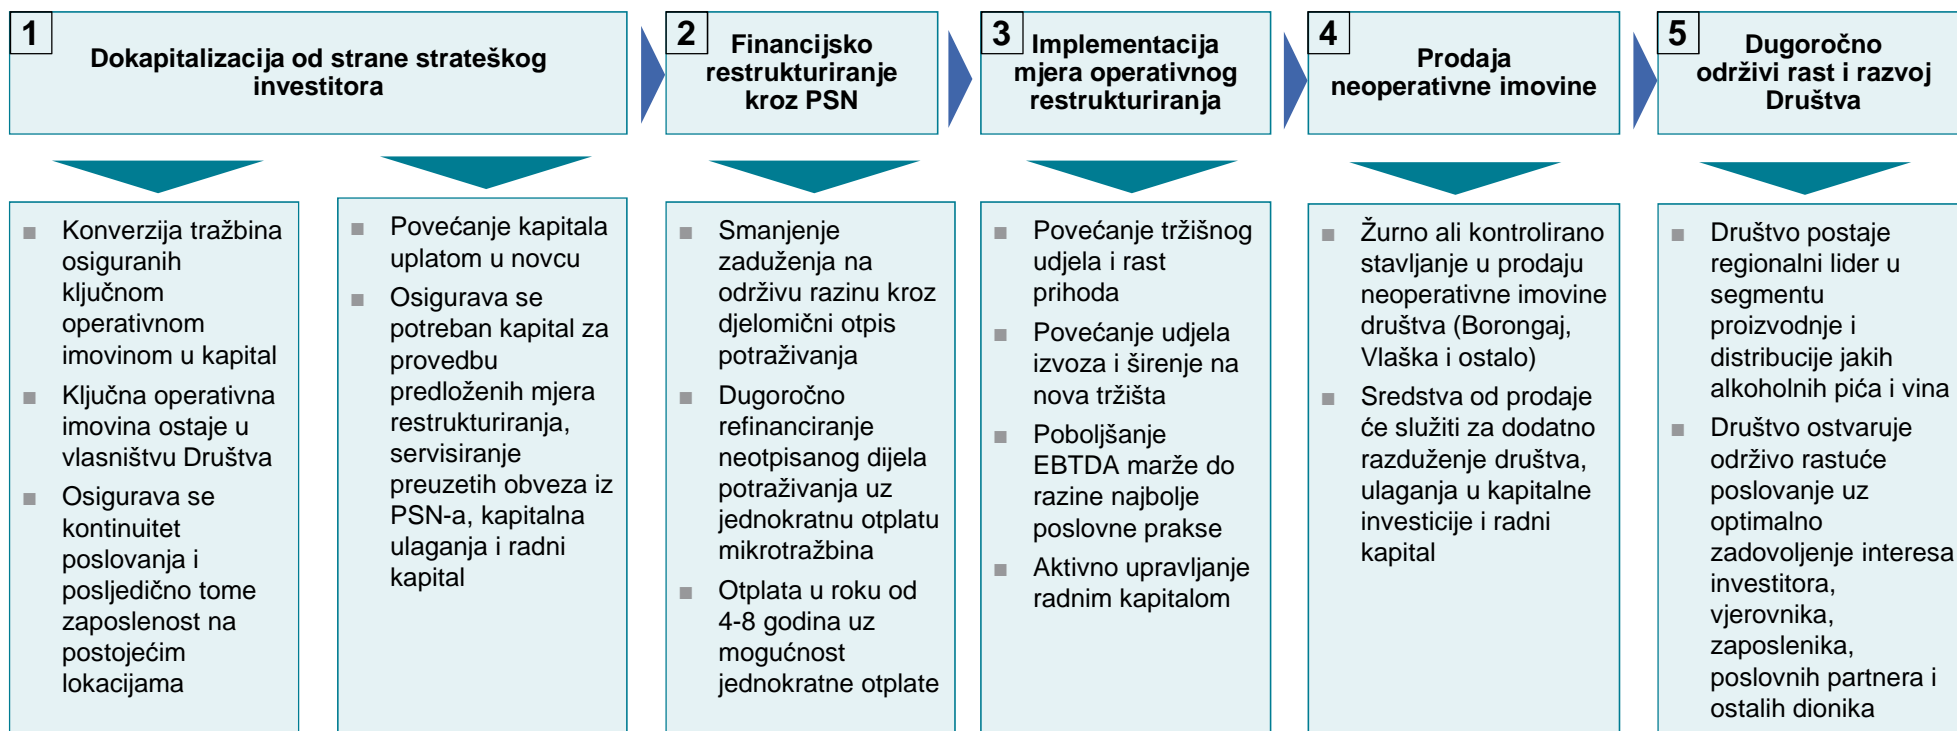 1
Dokapitalizacija od strane strateškog
investitora
2
Financijsko
restrukturiranje
kroz PSN
3
Implementacija
mjera operativnog
restrukturiranja
4
Prodaja
neoperativne imovine
5
Dugoročno
održivi rast i razvoj
Društva
Konverzija tražbina
osiguranih
ključnom
operativnom
imovinom u kapital
Ključna operativna
imovina ostaje u
vlasništvu Društva
Osigurava se
kontinuitet
poslovanja i
posljedično tome
zaposlenost na
postojećim
lokacijama
Povećanje kapitala
uplatom u novcu
Osigurava se
potreban kapital za
provedbu
predloženih mjera
restrukturiranja,
servisiranje
preuzetih obveza iz
PSN-a, kapitalna
ulaganja i radni
kapital
Smanjenje
zaduženja na
održivu razinu kroz
djelomični otpis
potraživanja
Dugoročno
refinanciranje
neotpisanog dijela
potraživanja uz
jednokratnu otplatu
mikrotražbina
Otplata u roku od
4-8 godina uz
mogućnost
jednokratne otplate
Povećanje tržišnog
udjela i rast
prihoda
Povećanje udjela
izvoza i širenje na
nova tržišta
Poboljšanje
EBTDA marže do
razine najbolje
poslovne prakse
Aktivno upravljanje
radnim kapitalom
Žurno ali kontrolirano
stavljanje u prodaju
neoperativne imovine
društva (Borongaj,
Vlaška i ostalo)
Sredstva od prodaje
će služiti za dodatno
razduženje društva,
ulaganja u kapitalne
investicije i radni
kapital
Društvo postaje
regionalni lider u
segmentu
proizvodnje i
distribucije jakih
alkoholnih pića i vina
Društvo ostvaruje
održivo rastuće
poslovanje uz
optimalno
zadovoljenje interesa
investitora,
vjerovnika,
zaposlenika,
poslovnih partnera i
ostalih dionika